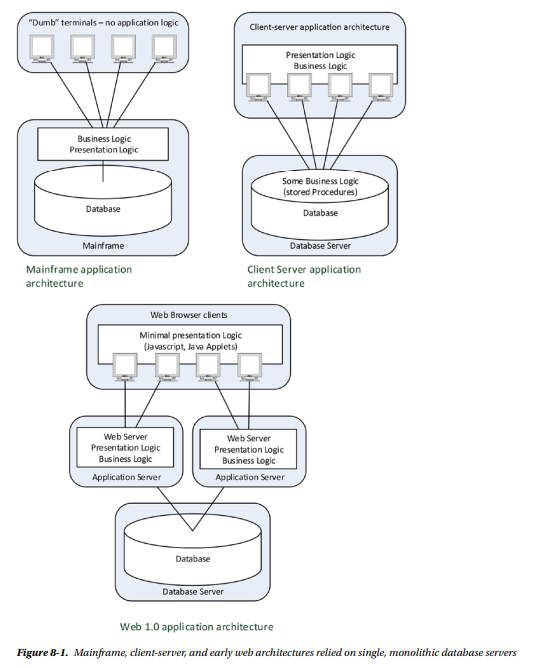 “Dumb” terminals – no application logic
Business Logic
Presentation Logic
Database
Mainframe
Mainframe application
architecture
Client-server application architecture
Presentation Logic
Business Logic
Some Business Logic
(stored Procedures)
Database
Database Server
Client Server application
architecture
Web Browser clients
Minimal presentation Logic
(Javascript, Java Applets)
Web Server
Presentation Logic
Business Logic
Application Server
Web Server
Presentation Logic
Business Logic
Application Server
Database
Database Server
Web 1.0 application architecture
Figure 8-1. Mainframe, client-server, and early web architectures relied on single, monolithic database servers